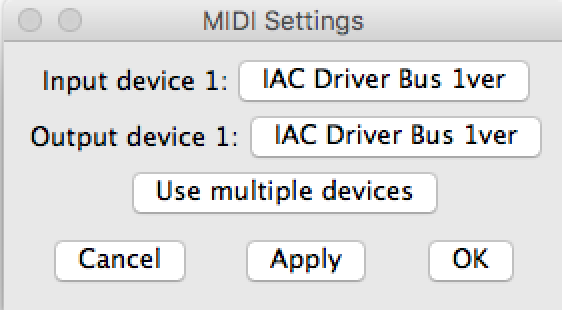 MIDI Settings
Input device 1: IAC Driver Bus 1ver
Output device 1: IAC Driver Bus 1ver
Use multiple devices
Cancel Apply OK